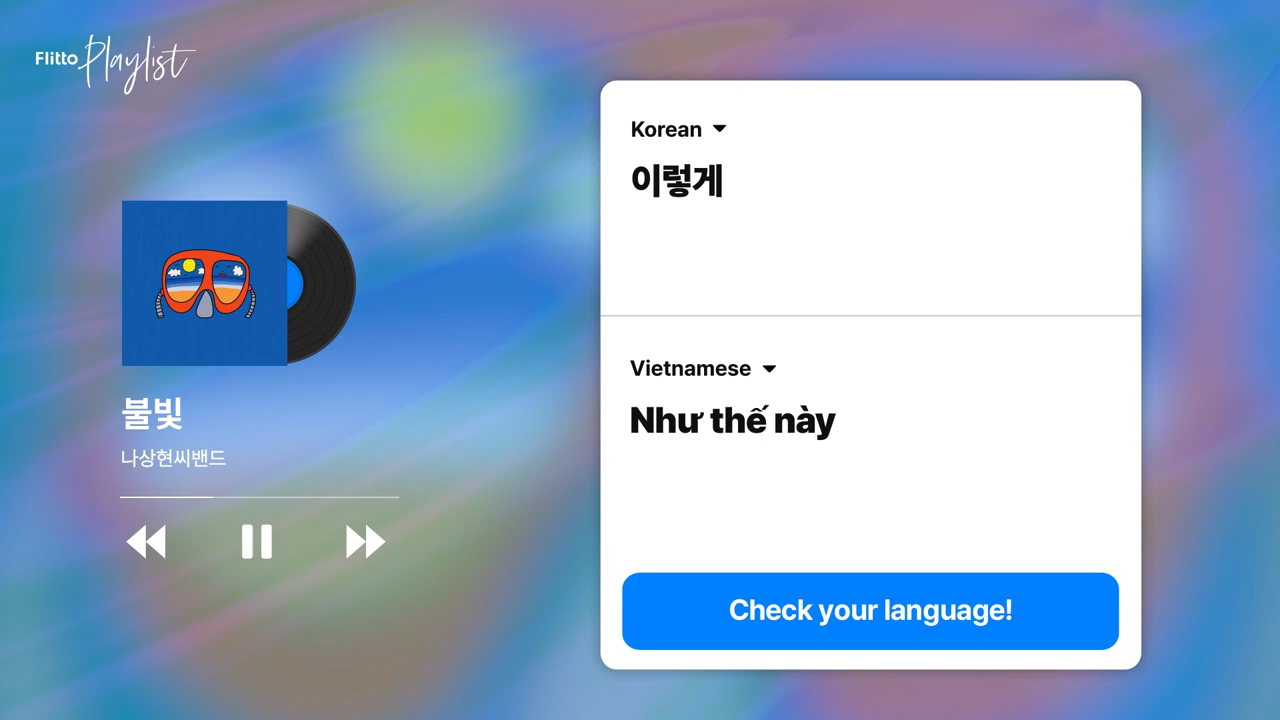 Flitto Playlist
불빛
나상현씨밴드
Korean
이렇게
Vietnamese
Như thế này
Check your language!